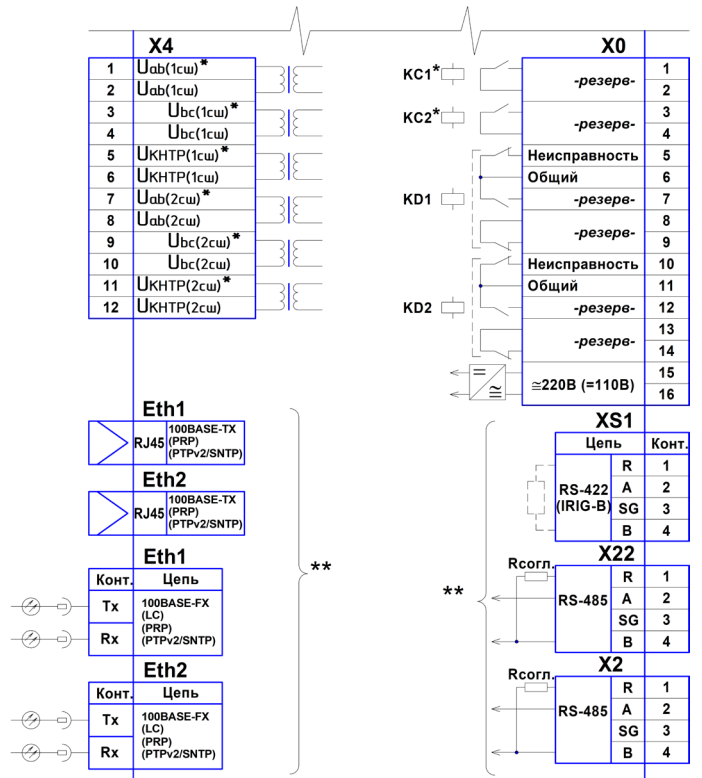 X4
1 Uab(1сш)*
2 Uab(1сш)
3 Ubc(1сш)*
4 Ubc(1сш)
5 UКНТР(1сш)*
6 UКНТР(1сш)
7 Uab(2сш)*
8 Uab(2сш)
9 Ubc(2сш)*
10 Ubc(2сш)
11 UКНТР(2сш)*
12 UКНТР(2сш)
Eth1
RJ45 100BASE-TX
(PRP)
(PTPv2/SNTP)
Eth2
RJ45 100BASE-TX
(PRP)
(PTPv2/SNTP)
Eth1
Конт. Цепь
Tx 100BASE-FX
(LC)
(PRP)
Rx (PTPv2/SNTP)
Eth2
Конт. Цепь
Tx 100BASE-FX
(LC)
(PRP)
Rx (PTPv2/SNTP)
**
X0
KC1* -резерв- 1
2
KC2* -резерв- 3
4
Неисправность 5
Общий 6
KD1 -резерв- 7
-резерв- 8
9
Неисправность 10
Общий 11
KD2 -резерв- 12
-резерв- 13
14
= ≅ ≅220В (=110В) 15
16
**
XS1
Цепь Конт.
RS-422
(IRIG-B)
R 1
A 2
SG 3
B 4
X22
Rсогл.
RS-485
R 1
A 2
SG 3
B 4
X2
Rсогл.
RS-485
R 1
A 2
SG 3
B 4